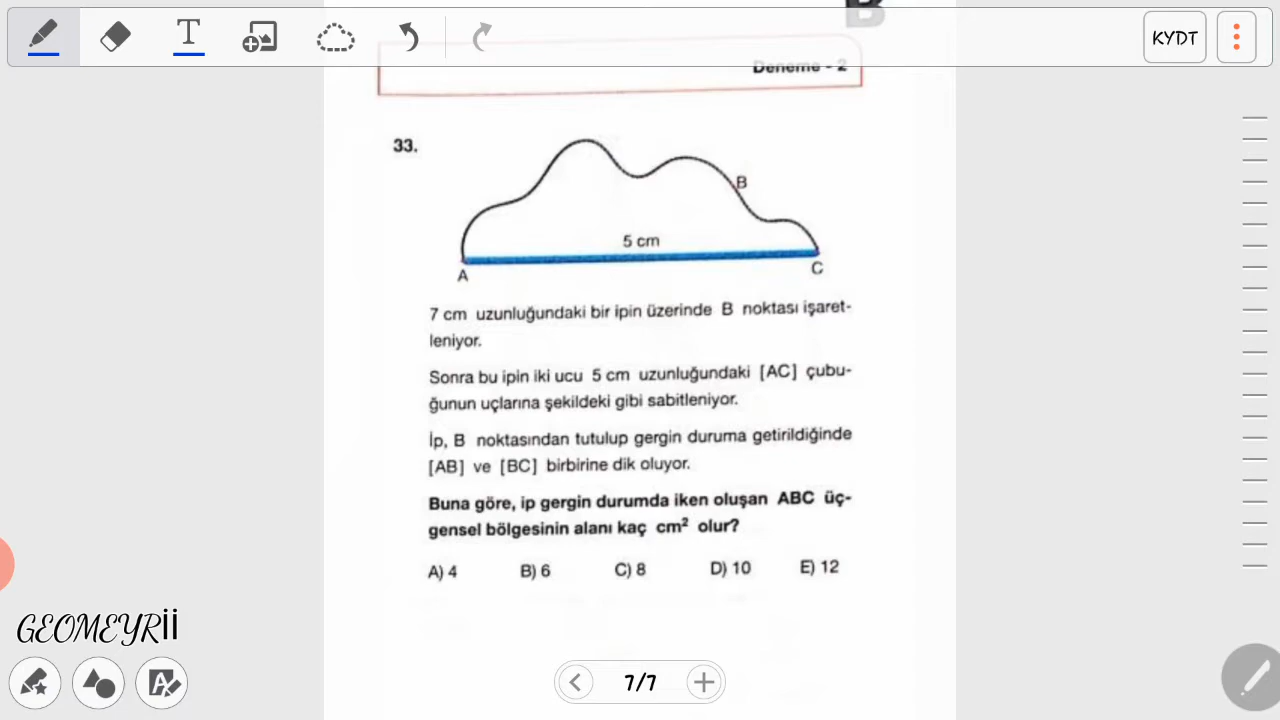 B
T
KYDT
Deneme - 2
33.
B
5 cm
A
C
7 cm uzunluğundaki bir ipin üzerinde B noktası işaret-
leniyor.
Sonra bu ipin iki ucu 5 cm uzunluğundaki [AC] çubu-
ğunun uçlarına şekildeki gibi sabitleniyor.
İp, B noktasından tutulup gergin duruma getirildiğinde
[AB] ve [BC] birbirine dik oluyor.
Buna göre, ip gergin durumda iken oluşan ABC üç-
gensel bölgesinin alanı kaç cm² olur?
A) 4 B) 6 C) 8 D) 10 E) 12
GEOMEYRii
7/7